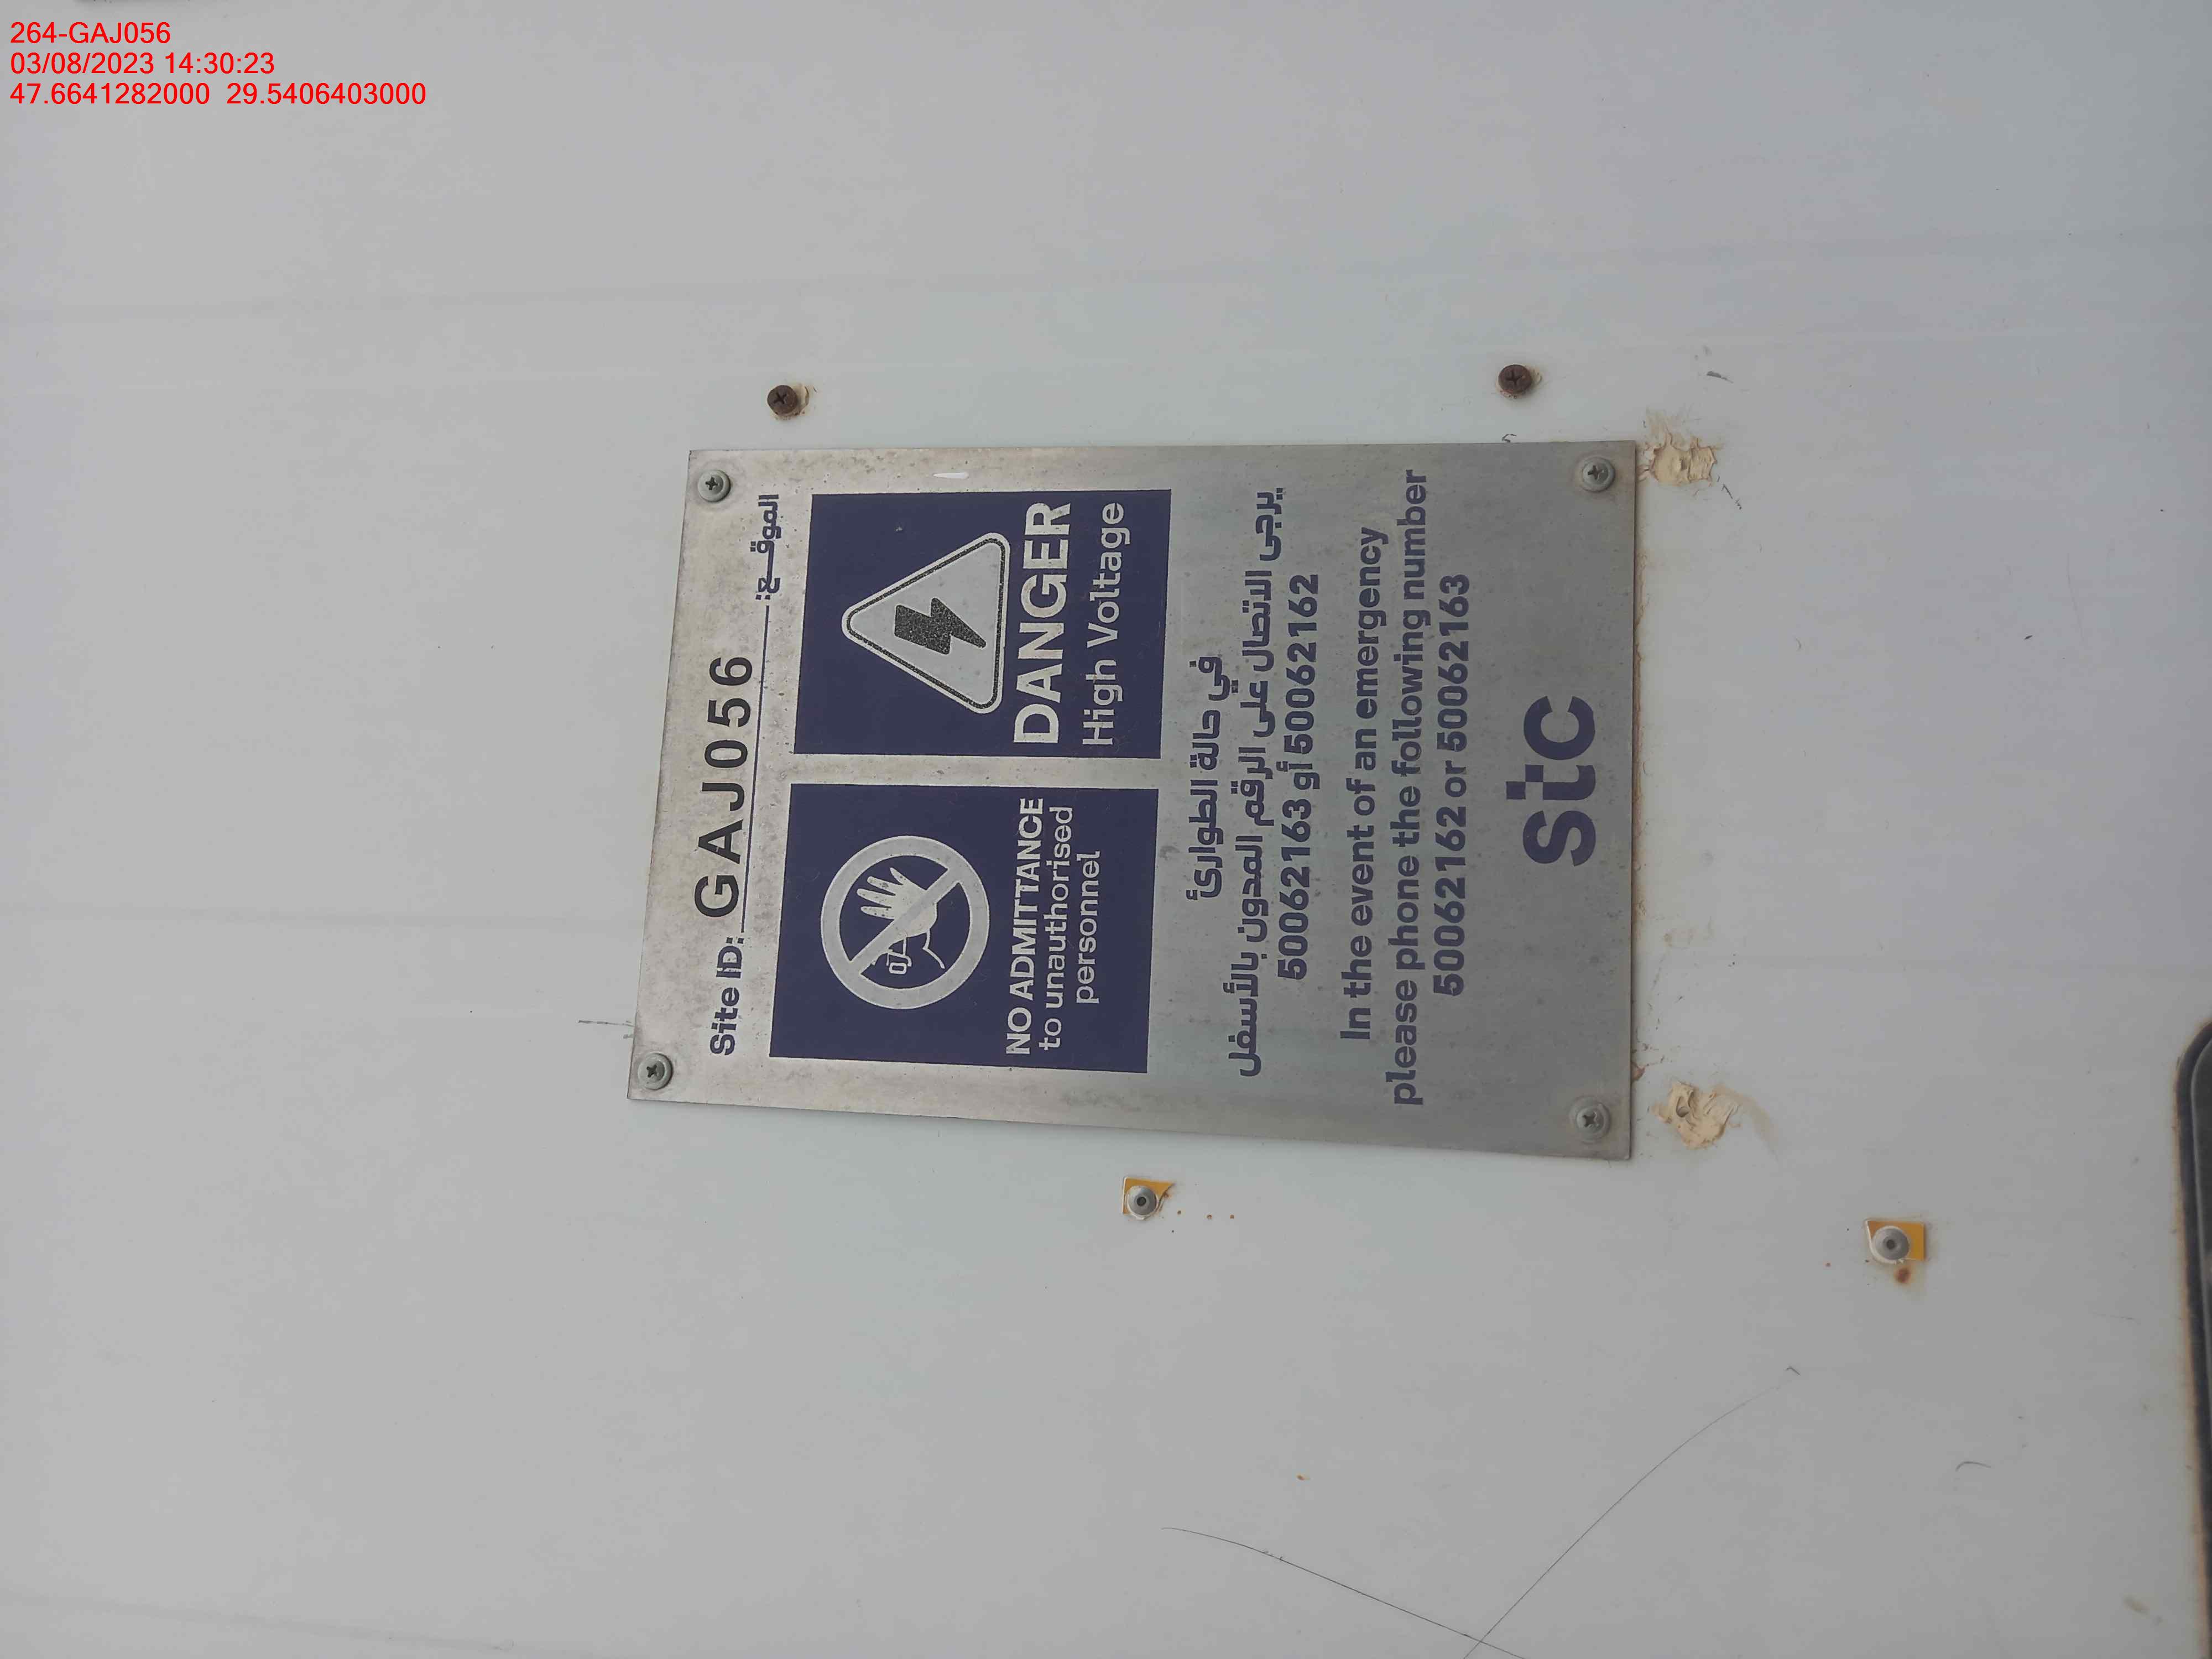 264-GAJ056
03/08/2023 14:30:23
47.6641282000 29.5406403000
Site ID: GAJ056 الموقـع:
NO ADMITTANCE
to unauthorised
personnel
DANGER
High Voltage
في حالة الطوارئ
يرجى الاتصال على الرقم المدون بالأسفل
50062163 أو 50062162
In the event of an emergency
please phone the following number
50062162 or 50062163
stc